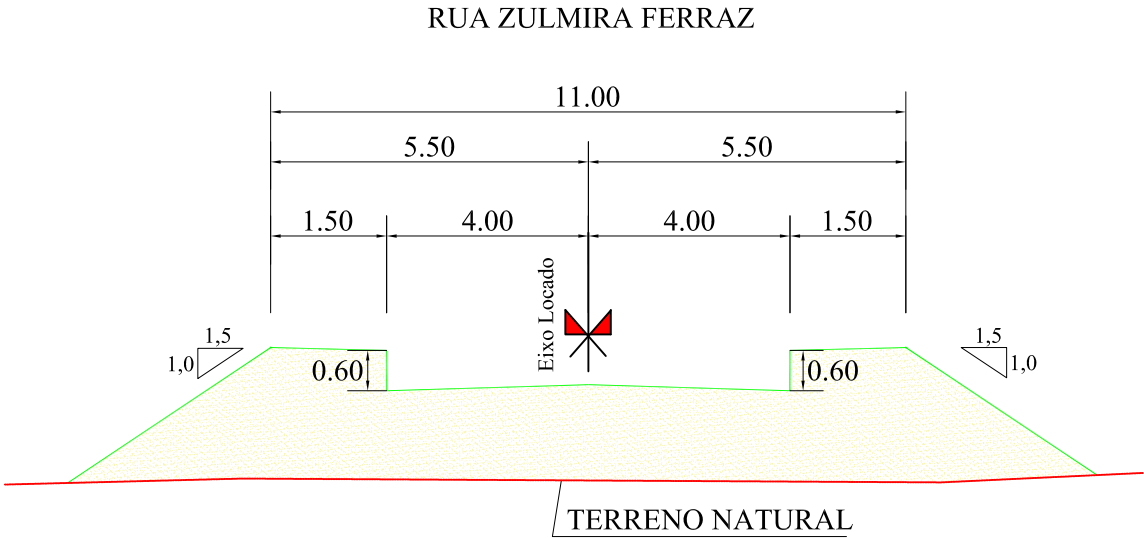 RUA ZULMIRA FERRAZ
11.00
5.50 5.50
1.50 4.00 4.00 1.50
Eixo Locado
1,5 1,5
1,0 1,0
0.60 0.60
TERRENO NATURAL